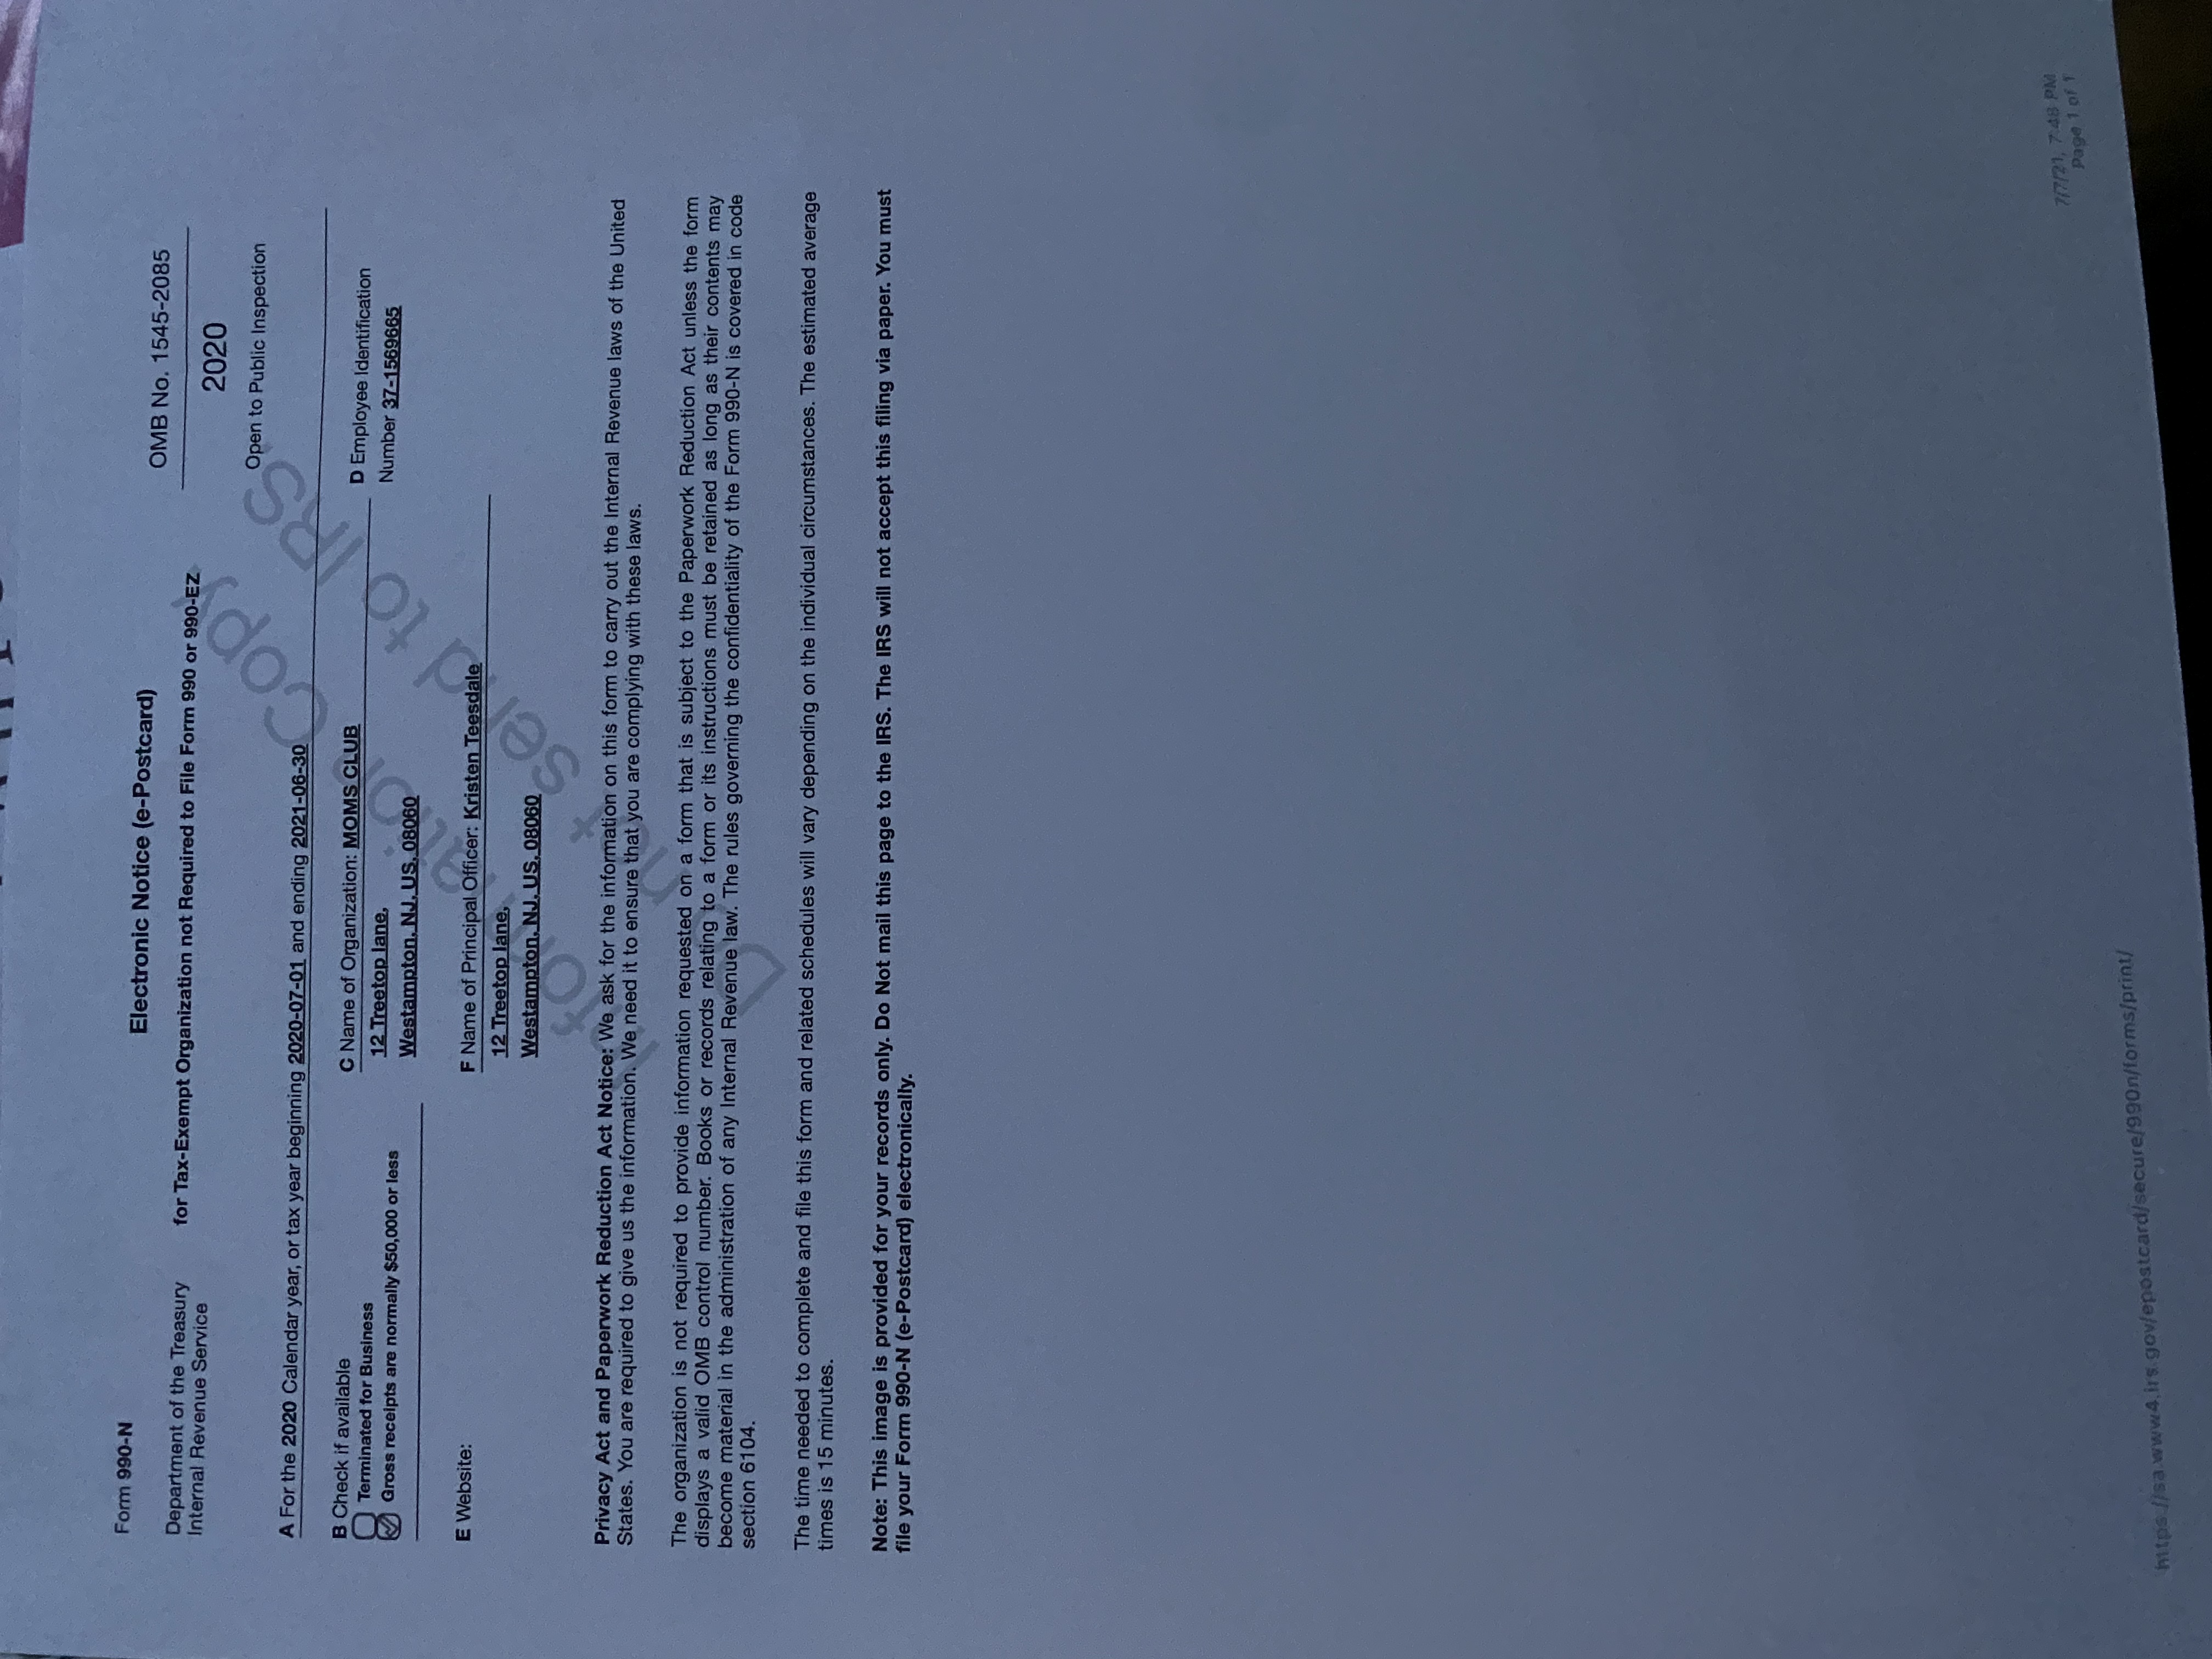 Form 990-N
Department of the Treasury
Internal Revenue Service
Electronic Notice (e-Postcard)
for Tax-Exempt Organization not Required to File Form 990 or 990-EZ
OMB No. 1545-2085
2020
Open to Public Inspection
A For the 2020 Calendar year, or tax year beginning 2020-07-01 and ending 2021-06-30
B Check if available
Terminated for Business
Gross receipts are normally $50,000 or less
C Name of Organization: MOMS CLUB
12 Treetop lane,
Westampton, NJ, US, 08060
D Employee Identification
Number 37-1569665
E Website:
F Name of Principal Officer: Kristen Teesdale
12 Treetop lane,
Westampton, NJ, US, 08060
Information Copy.
Do not send to IRS.
Privacy Act and Paperwork Reduction Act Notice: We ask for the information on this form to carry out the Internal Revenue laws of the United
States. You are required to give us the information. We need it to ensure that you are complying with these laws.
The organization is not required to provide information requested on a form that is subject to the Paperwork Reduction Act unless the form
displays a valid OMB control number. Books or records relating to a form or its instructions must be retained as long as their contents may
become material in the administration of any Internal Revenue law. The rules governing the confidentiality of the Form 990-N is covered in code
section 6104.
The time needed to complete and file this form and related schedules will vary depending on the individual circumstances. The estimated average
times is 15 minutes.
Note: This image is provided for your records only. Do Not mail this page to the IRS. The IRS will not accept this filing via paper. You must
file your Form 990-N (e-Postcard) electronically.
7/7/21, 7:48 PM
Page 1 of 1
https://sa.www4.irs.gov/epostcard/secure/990n/forms/print/